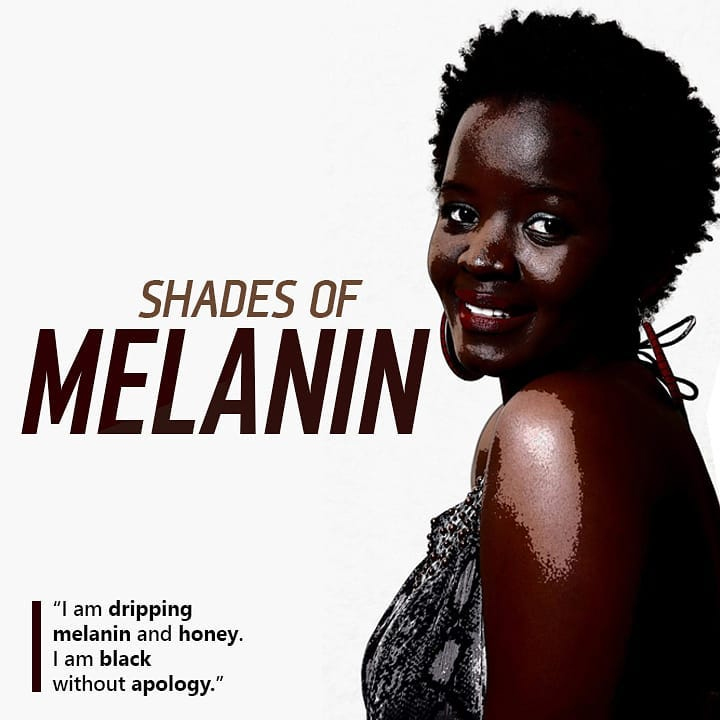 SHADES OF
MELANIN
“I am dripping
melanin and honey.
I am black
without apology.”